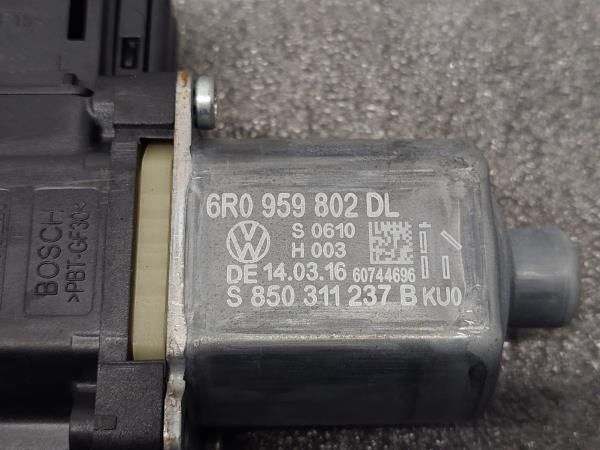 6R0 959 802 DL
S 0610
H 003
DE 14.03.16 60744696
S 850 311 237 B KU0
BOSCH
>PBT-GF30<